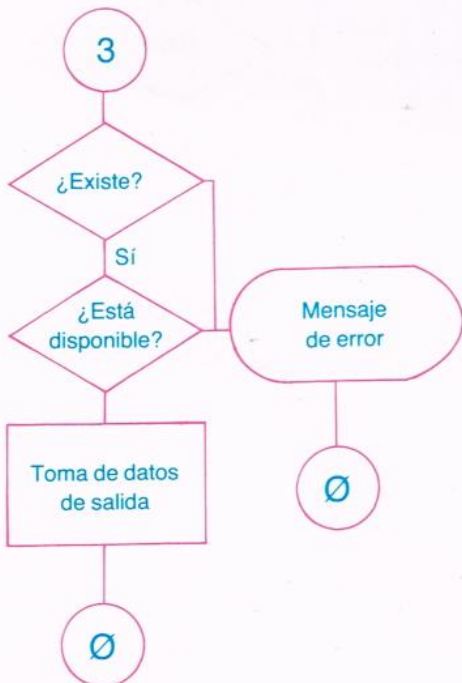 3
¿Existe?
Sí
¿Está
disponible?
Mensaje
de error
Toma de datos
de salida
Ø
Ø